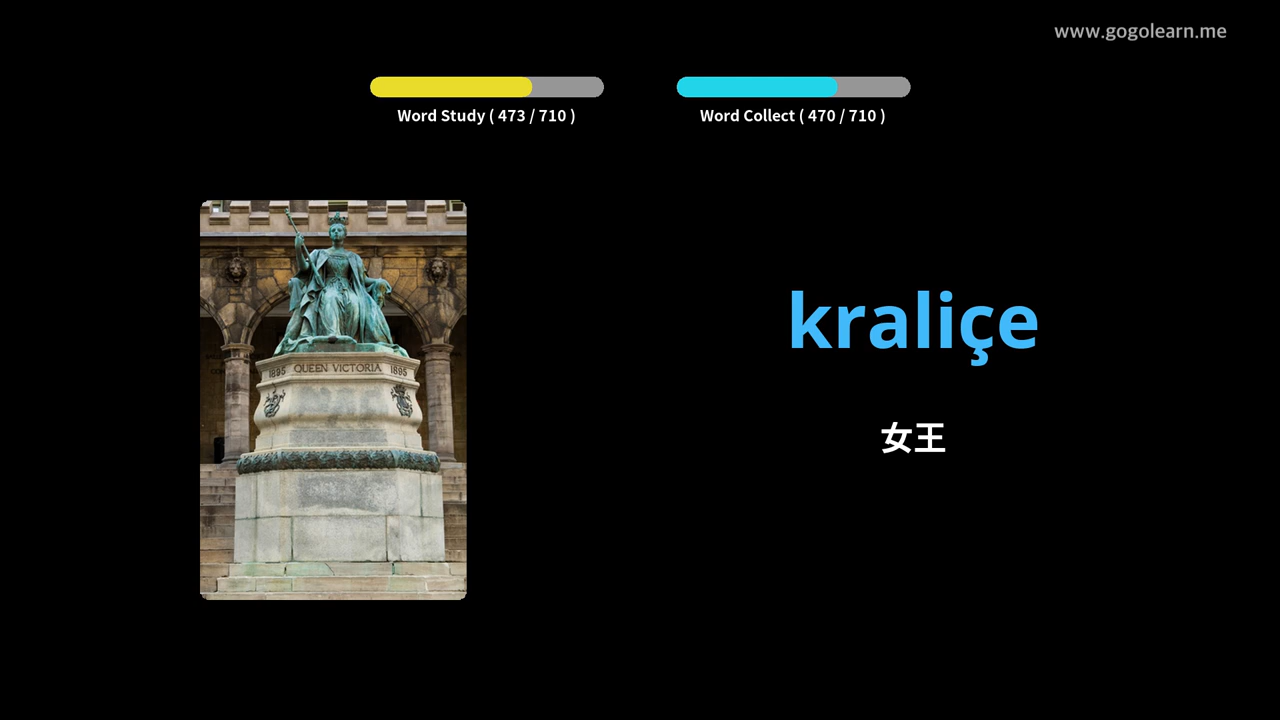 www.gogolearn.me
Word Study ( 473 / 710 )
Word Collect ( 470 / 710 )
kraliçe
女王
1895 QUEEN VICTORIA 1895